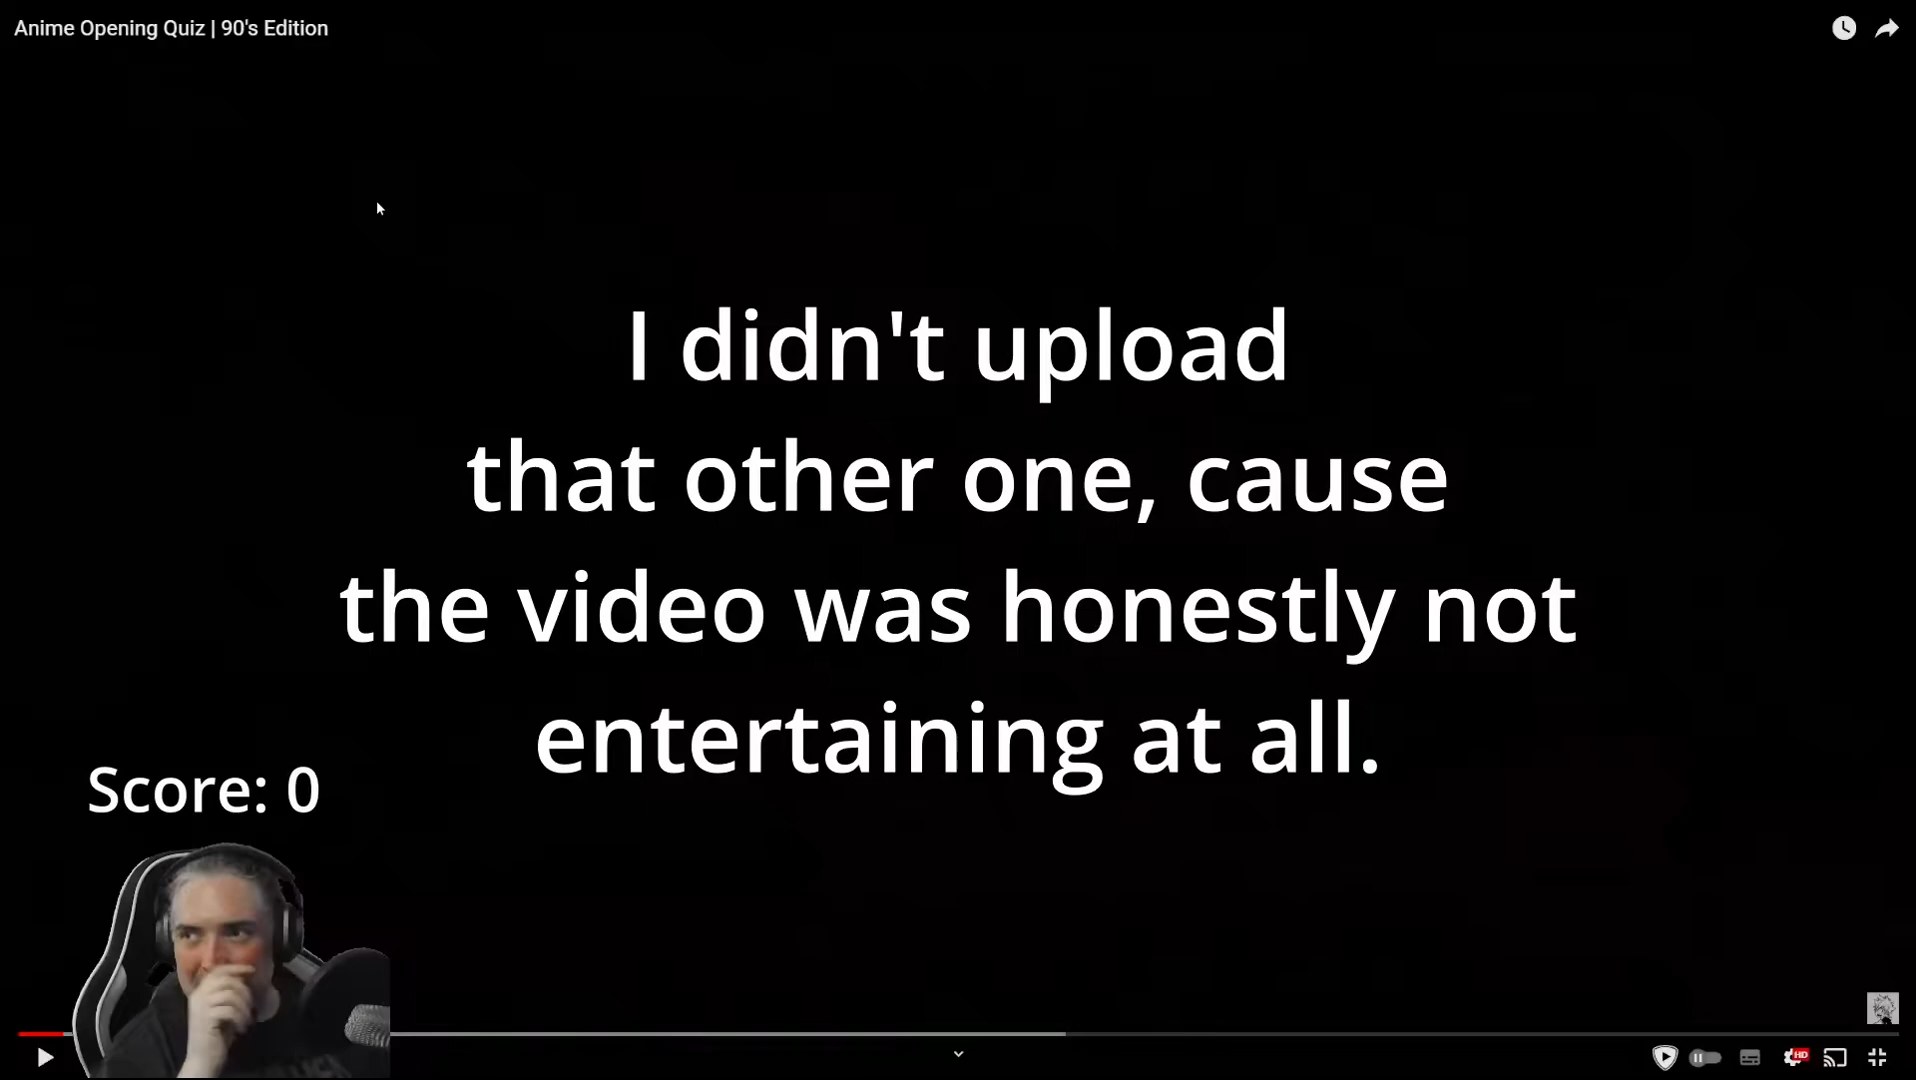 Anime Opening Quiz | 90's Edition
I didn't upload
that other one, cause
the video was honestly not
entertaining at all.
Score: 0
HD